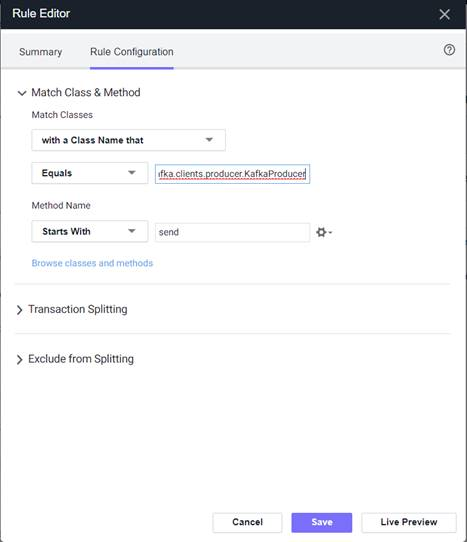 Rule Editor
Summary Rule Configuration
Match Class & Method
Match Classes
with a Class Name that
Equals fka.clients.producer.KafkaProducer
Method Name
Starts With send
Browse classes and methods
Transaction Splitting
Exclude from Splitting
Cancel Save Live Preview